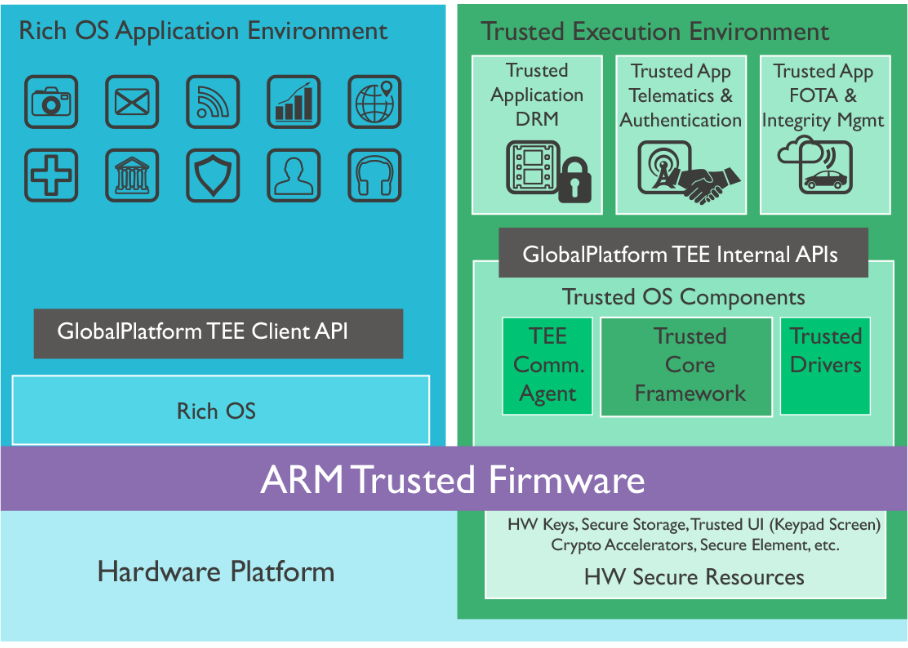 Rich OS Application Environment
GlobalPlatform TEE Client API
Rich OS
Trusted Execution Environment
Trusted
Application
DRM
Trusted App
Telematics &
Authentication
Trusted App
FOTA &
Integrity Mgmt
GlobalPlatform TEE Internal APIs
Trusted OS Components
TEE
Comm.
Agent
Trusted
Core
Framework
Trusted
Drivers
ARM Trusted Firmware
Hardware Platform
HW Keys, Secure Storage, Trusted UI (Keypad Screen)
Crypto Accelerators, Secure Element, etc.
HW Secure Resources